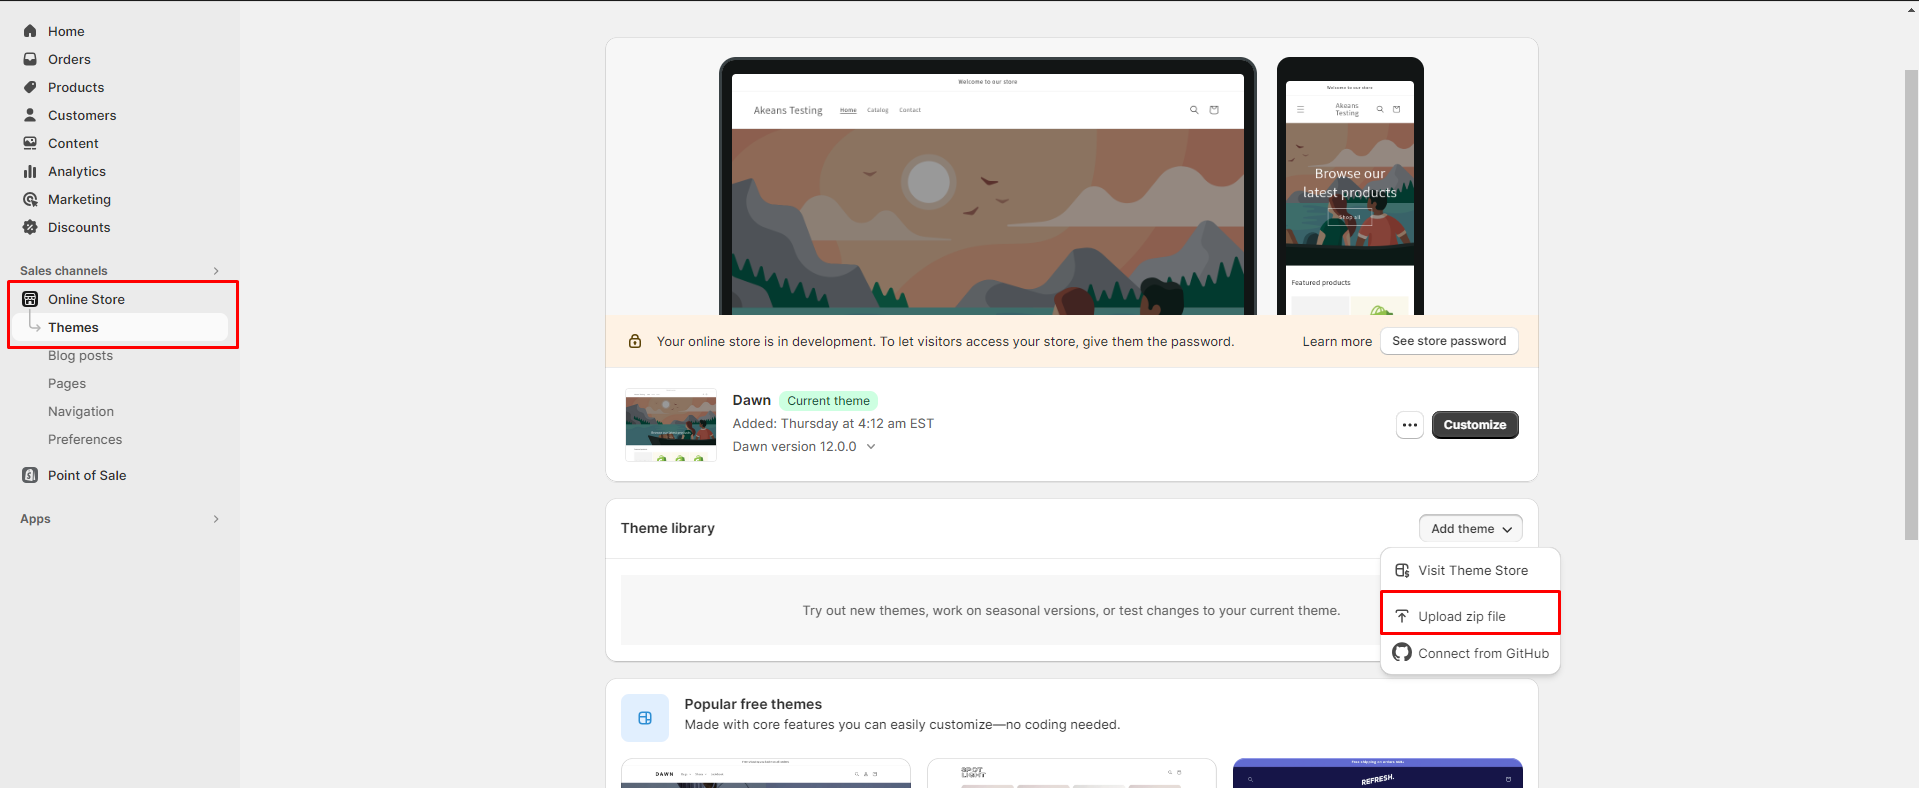 Home
Orders
Products
Customers
Content
Analytics
Marketing
Discounts
Sales channels
Online Store
Themes
Blog posts
Pages
Navigation
Preferences
Point of Sale
Apps
Welcome to our store
Akeans Testing Home Catalog Contact
Welcome to our store
Akeans
Testing
Browse our
latest products
Shop all
Featured products
Your online store is in development. To let visitors access your store, give them the password. Learn more See store password
Dawn Current theme
Added: Thursday at 4:12 am EST
Dawn version 12.0.0
Customize
Theme library Add theme
Visit Theme Store
Try out new themes, work on seasonal versions, or test changes to your current theme.
Upload zip file
Connect from GitHub
Popular free themes
Made with core features you can easily customize—no coding needed.
DAWN
SPOT
LIGHT
REFRESH.